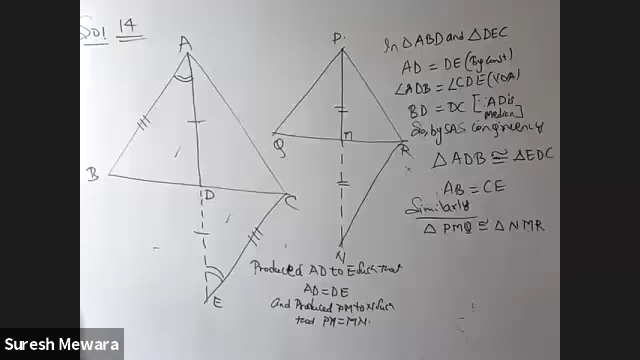 Sol 14
A
B
D
C
E
P
Q
M
R
N
In △ABD and △DEC
AD = DE (By const)
∠ADB = ∠CDE (VOA)
BD = DC [∵ AD is
Median]
So, by SAS congruency
△ADB ≅ △EDC
AB = CE
Similarly
△PMQ ≅ △NMR
Produced AD to E such that
AD = DE
And Produced PM to N such
that PM = MN.
Suresh Mewara